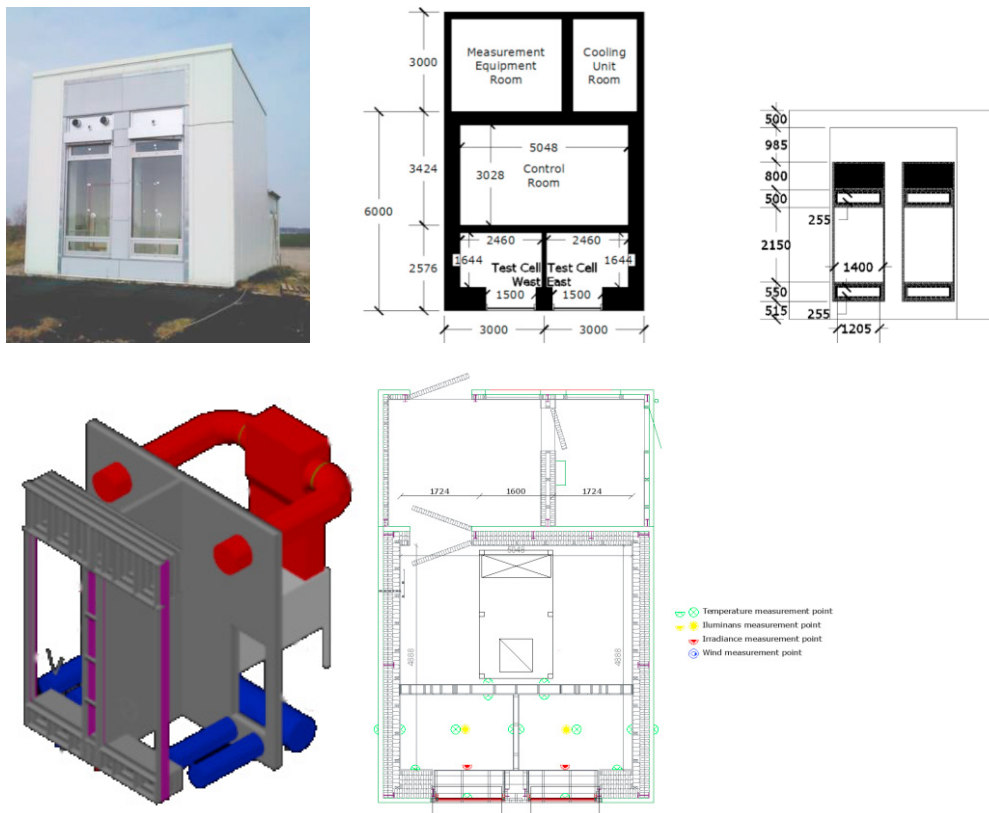 Measurement
Equipment
Room
Cooling
Unit
Room
3000
5048
3028
Control
Room
3424
6000
2460
2460
1644
1644
Test Cell
West
Test Cell
East
2576
1500
1500
3000
3000
500
985
800
500
255
2150
1400
550
255
515
1205
1724
1600
1724
5048
4888
4888
Temperature measurement point
Iluminans measurement point
Irradiance measurement point
Wind measurement point